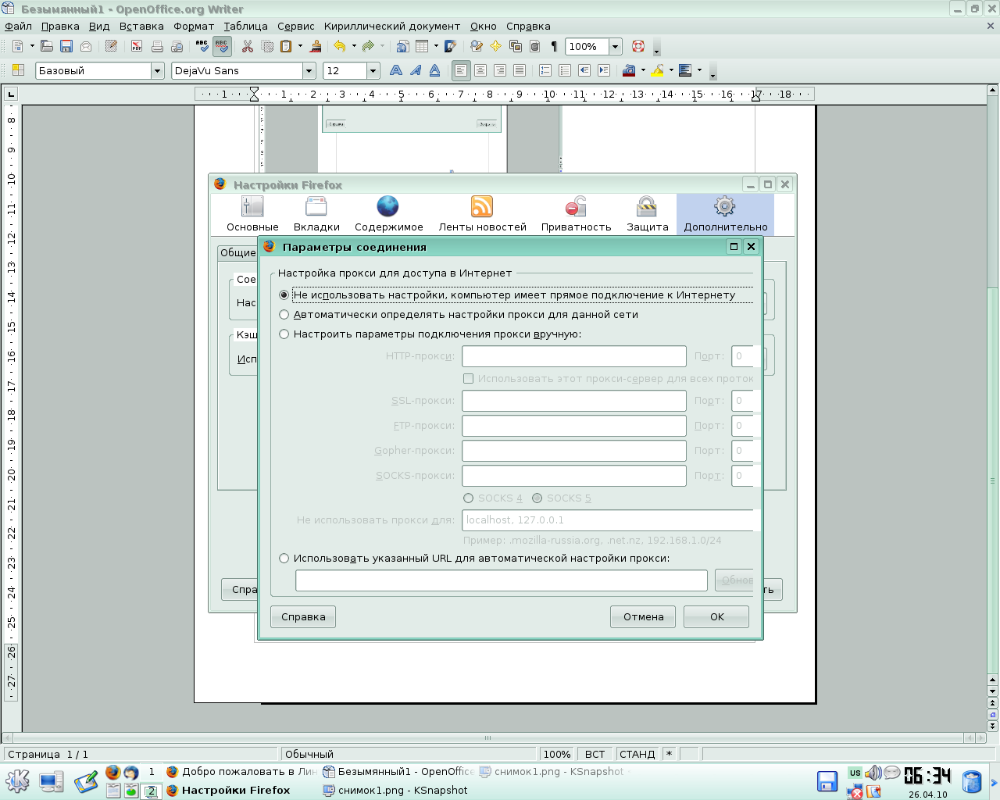 Безымянный1 - OpenOffice.org Writer
Файл Правка Вид Вставка Формат Таблица Сервис Кириллический документ Окно Справка
100%
Базовый DejaVu Sans 12
1 1 2 3 4 5 6 7 8 9 10 11 12 13 14 15 16 17 18
8
9
10
11
12
13
14
15
16
17
18
19
20
21
22
23
24
25
26
27
Настройки Firefox
Основные Вкладки Содержимое Ленты новостей Приватность Защита Дополнительно
Общие
Параметры соединения
Сое
Нас
Кэш
Исп
Настройка прокси для доступа в Интернет
Не использовать настройки, компьютер имеет прямое подключение к Интернету
Автоматически определять настройки прокси для данной сети
Настроить параметры подключения прокси вручную:
HTTP-прокси: Порт: 0
Использовать этот прокси-сервер для всех проток
SSL-прокси: Порт: 0
FTP-прокси: Порт: 0
Gopher-прокси: Порт: 0
SOCKS-прокси: Порт: 0
SOCKS 4 SOCKS 5
Не использовать прокси для: localhost, 127.0.0.1
Пример: .mozilla-russia.org, .net.nz, 192.168.1.0/24
Использовать указанный URL для автоматической настройки прокси:
Обнов
Спра ть
Справка Отмена OK
Страница 1 / 1 Обычный 100% ВСТ СТАНД *
1 Добро пожаловать в Лин Безымянный1 - OpenOffice снимок1.png - KSnapshot
2 Настройки Firefox снимок1.png - KSnapshot
US 06:34
26.04.10